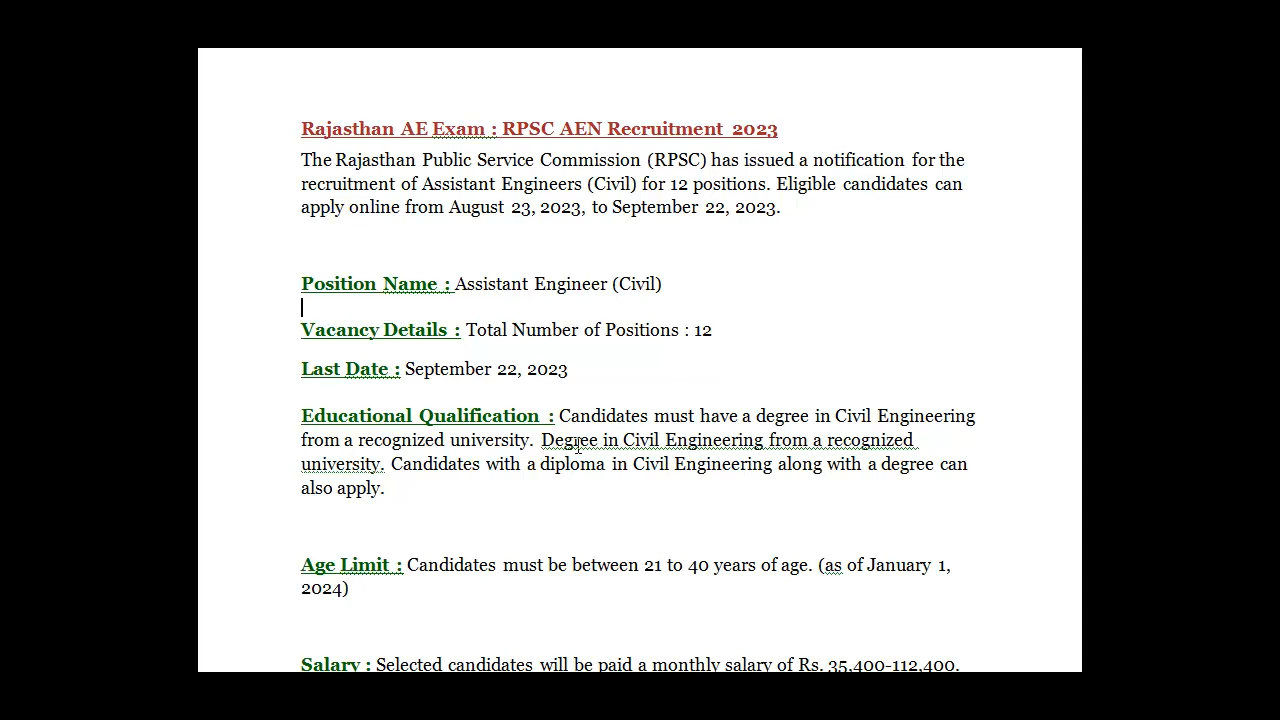 Rajasthan AE Exam : RPSC AEN Recruitment 2023
The Rajasthan Public Service Commission (RPSC) has issued a notification for the
recruitment of Assistant Engineers (Civil) for 12 positions. Eligible candidates can
apply online from August 23, 2023, to September 22, 2023.
Position Name : Assistant Engineer (Civil)
Vacancy Details : Total Number of Positions : 12
Last Date : September 22, 2023
Educational Qualification : Candidates must have a degree in Civil Engineering
from a recognized university. Degree in Civil Engineering from a recognized
university. Candidates with a diploma in Civil Engineering along with a degree can
also apply.
Age Limit : Candidates must be between 21 to 40 years of age. (as of January 1,
2024)
Salary : Selected candidates will be paid a monthly salary of Rs. 35,400-112,400.